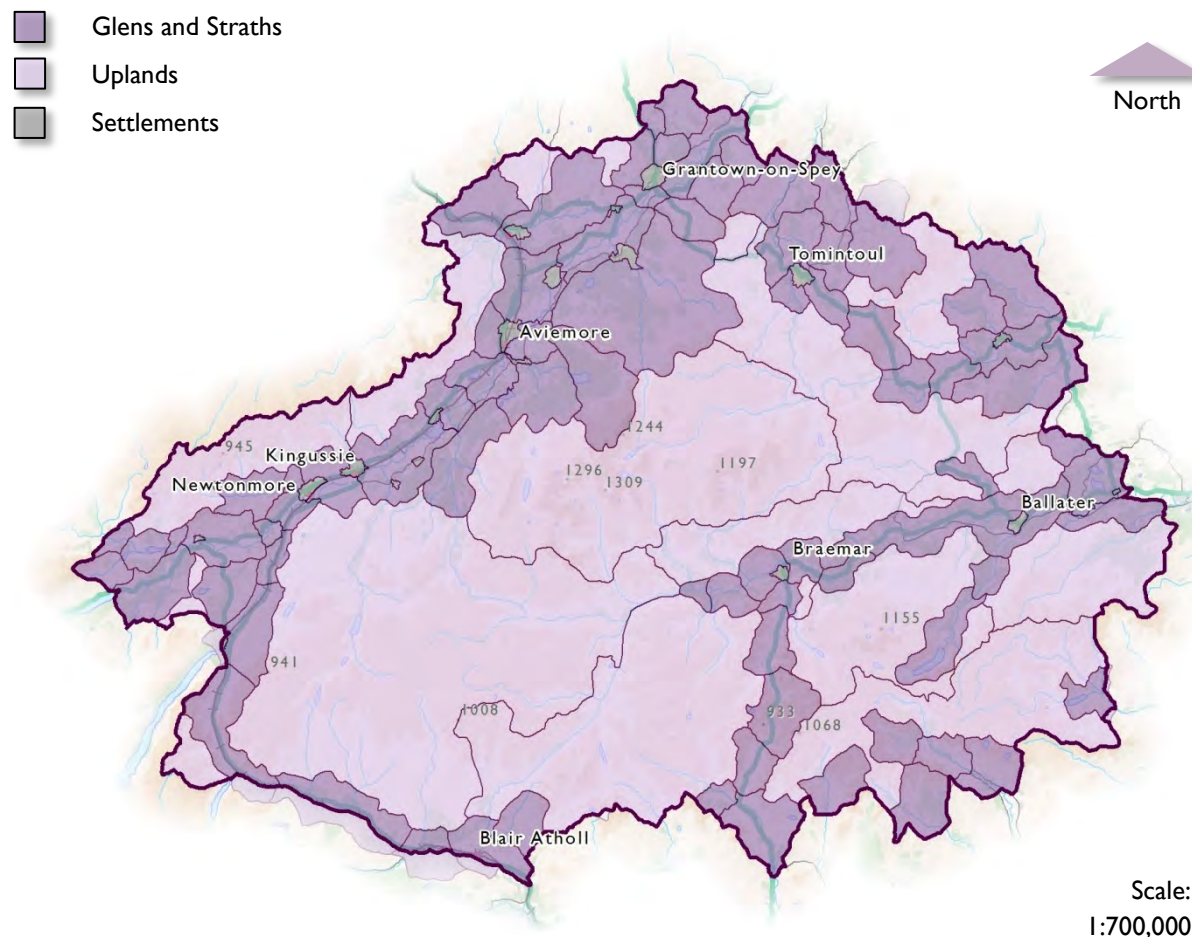 Glens and Straths
Uplands
Settlements
North
Grantown-on-Spey
Tomintoul
Aviemore
1244
945
Kingussie
1296
1197
1309
Newtonmore
Ballater
Braemar
1155
941
1008
933
1068
Blair Atholl
Scale:
1:700,000